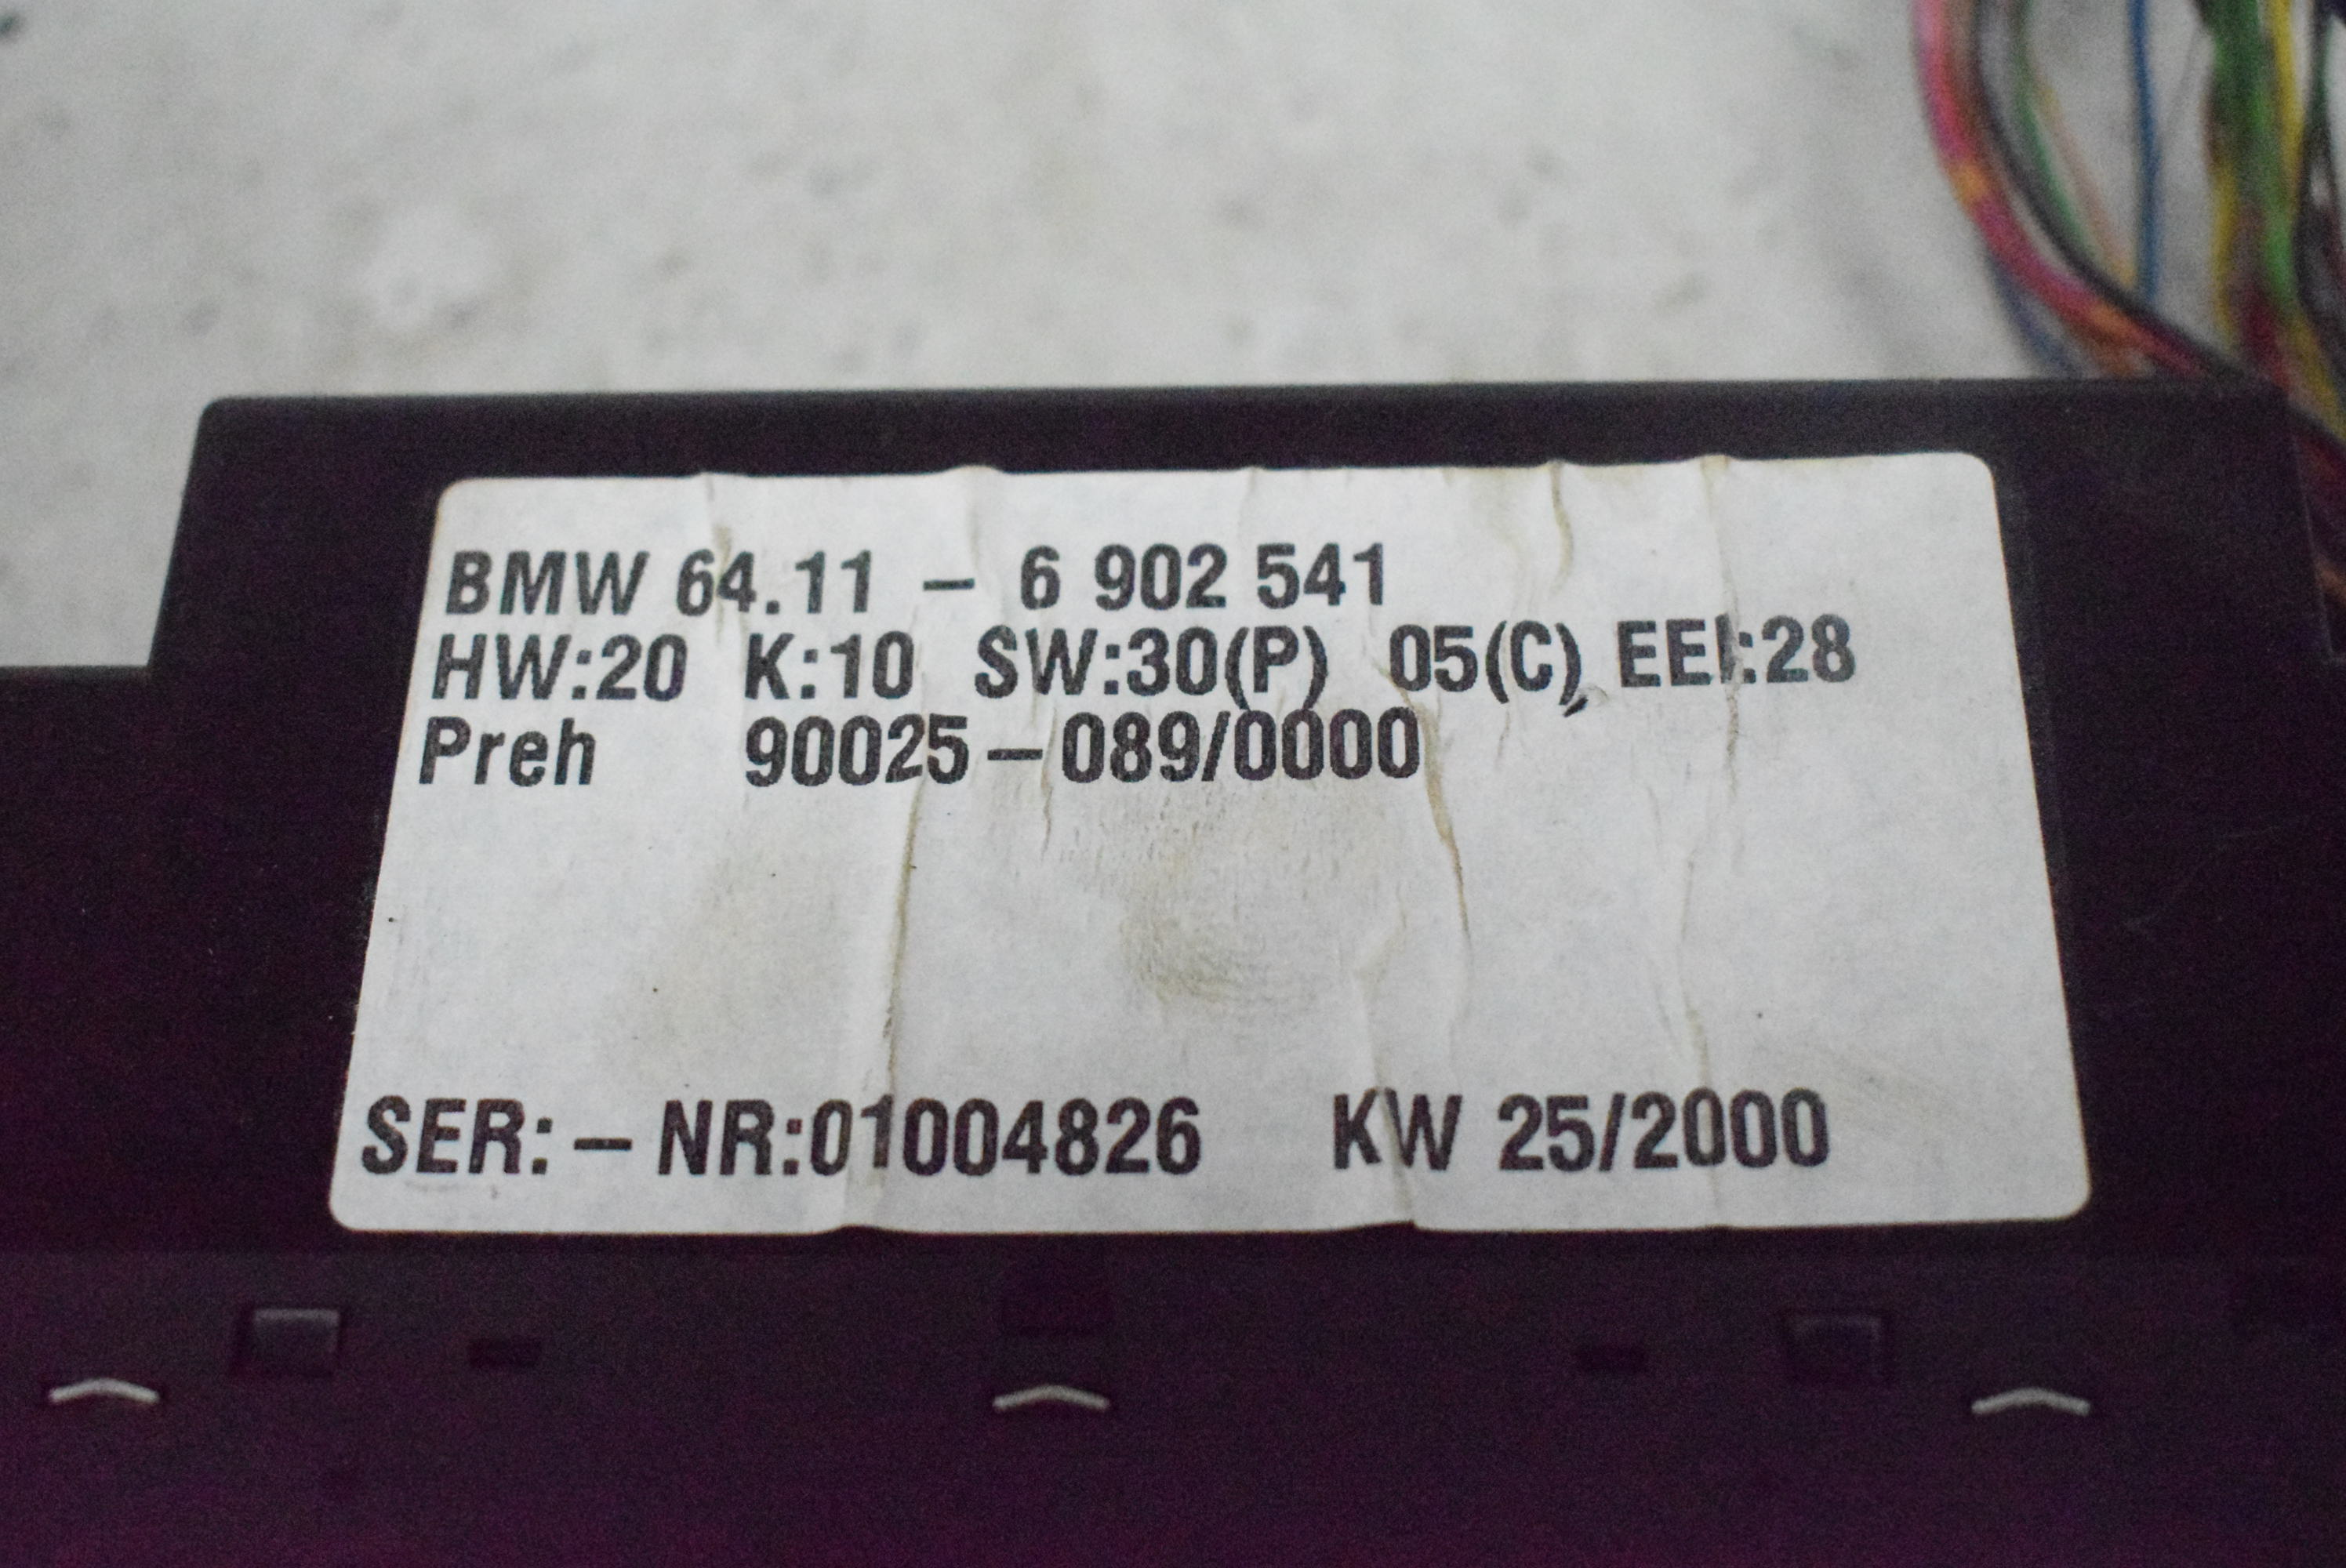 BMW 64.11 – 6 902 541
HW:20 K:10 SW:30(P) 05(C) EEI:28
Preh 90025–089/0000
SER:–NR:01004826 KW 25/2000